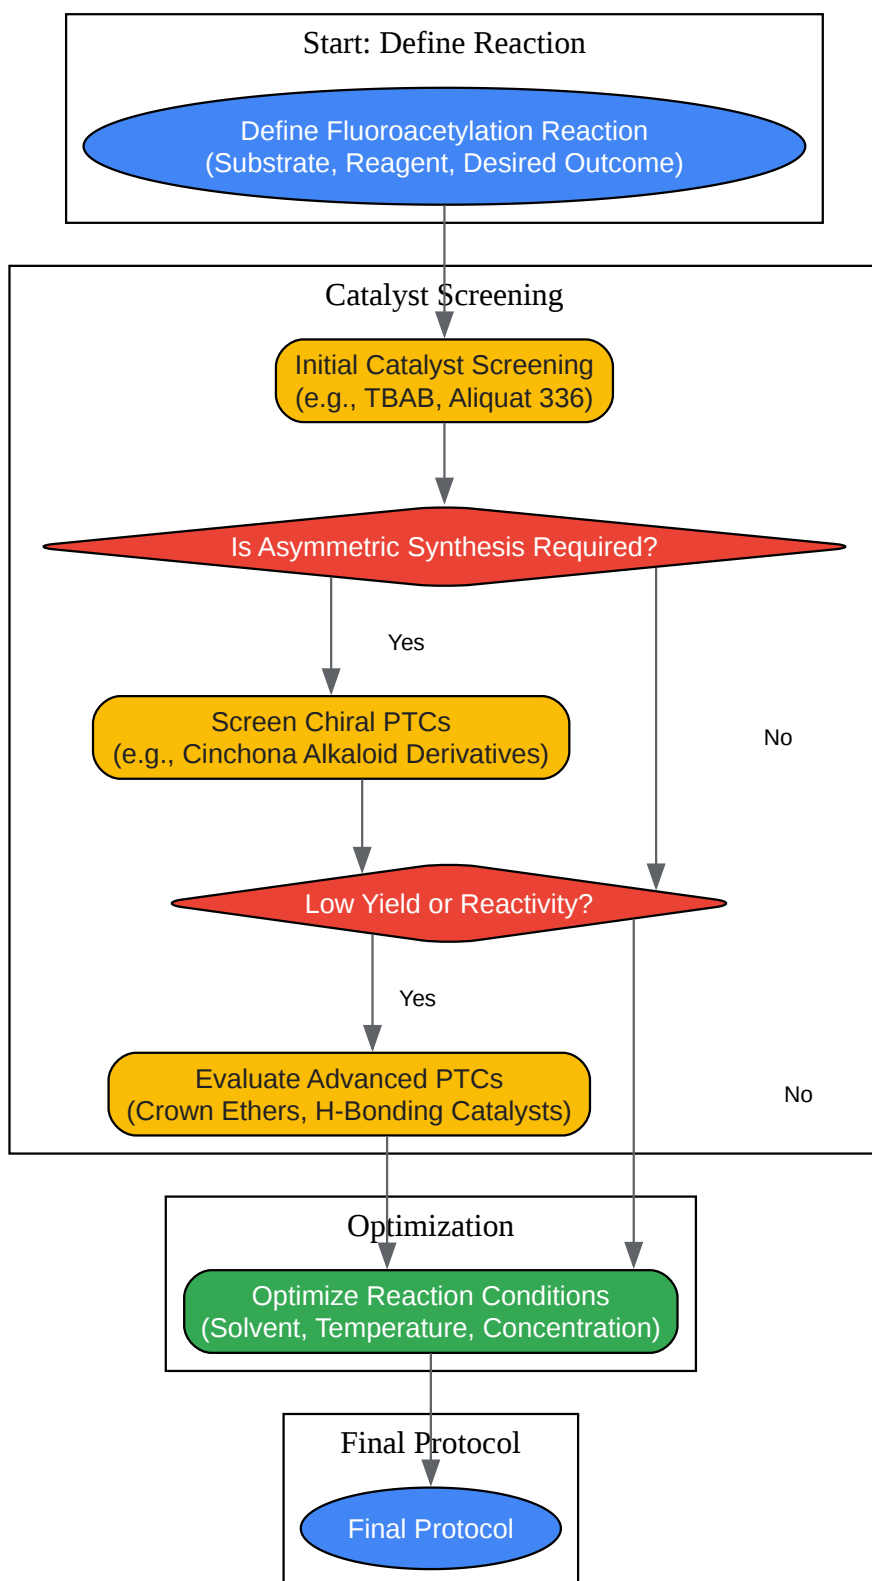 Start: Define Reaction
Define Fluoroacetylation Reaction
(Substrate, Reagent, Desired Outcome)
Catalyst Screening
Initial Catalyst Screening
(e.g., TBAB, Aliquat 336)
Is Asymmetric Synthesis Required?
Yes
Screen Chiral PTCs
(e.g., Cinchona Alkaloid Derivatives)
No
Low Yield or Reactivity?
Yes
Evaluate Advanced PTCs
(Crown Ethers, H-Bonding Catalysts)
No
Optimization
Optimize Reaction Conditions
(Solvent, Temperature, Concentration)
Final Protocol
Final Protocol